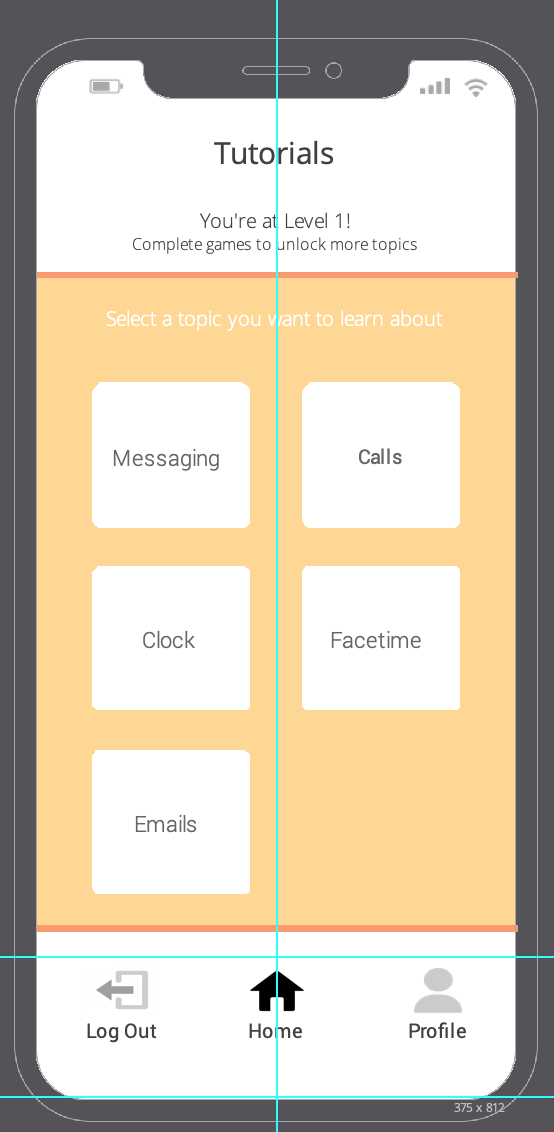 Tutorials
You're at Level 1!
Complete games to unlock more topics
Select a topic you want to learn about
Messaging
Calls
Clock
Facetime
Emails
Log Out
Home
Profile
375 x 812